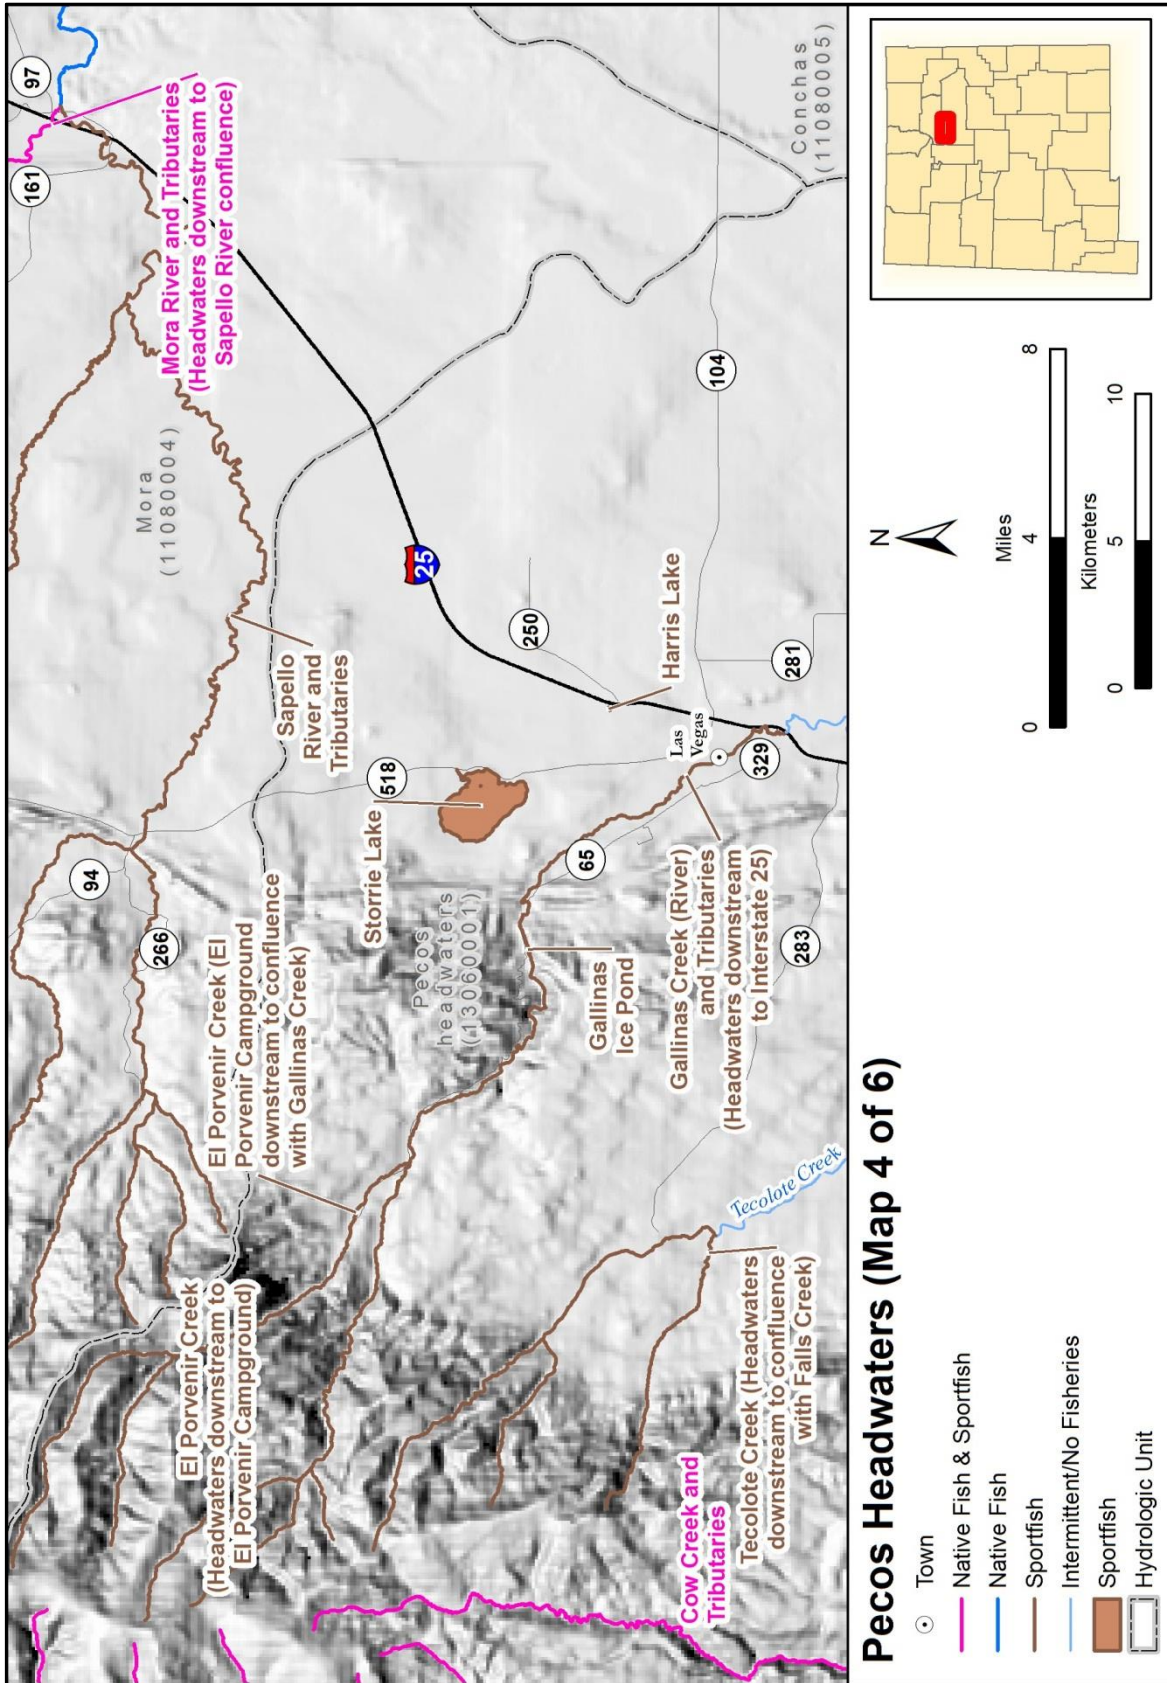 97
161
Mora River and Tributaries
(Headwaters downstream to
Sapello River confluence)
Mora
(11080004)
94
266
518
Sapello
River and
Tributaries
25
Conchas
(11080005)
104
250
Harris Lake
281
Las
Vegas
329
El Porvenir Creek
(Headwaters downstream to
El Porvenir Campground)
El Porvenir Creek (El
Porvenir Campground
downstream to confluence
with Gallinas Creek)
Storrie Lake
Pecos
headwaters
(13060001)
65
Gallinas
Ice Pond
Gallinas Creek (River)
and Tributaries
(Headwaters downstream
to Interstate 25)
283
Tecolote Creek
Tecolote Creek (Headwaters
downstream to confluence
with Falls Creek)
Cow Creek and
Tributaries
Pecos Headwaters (Map 4 of 6)
Town
Native Fish & Sportfish
Native Fish
Sportfish
Intermittent/No Fisheries
Sportfish
Hydrologic Unit
N
Miles
0 4 8
Kilometers
0 5 10